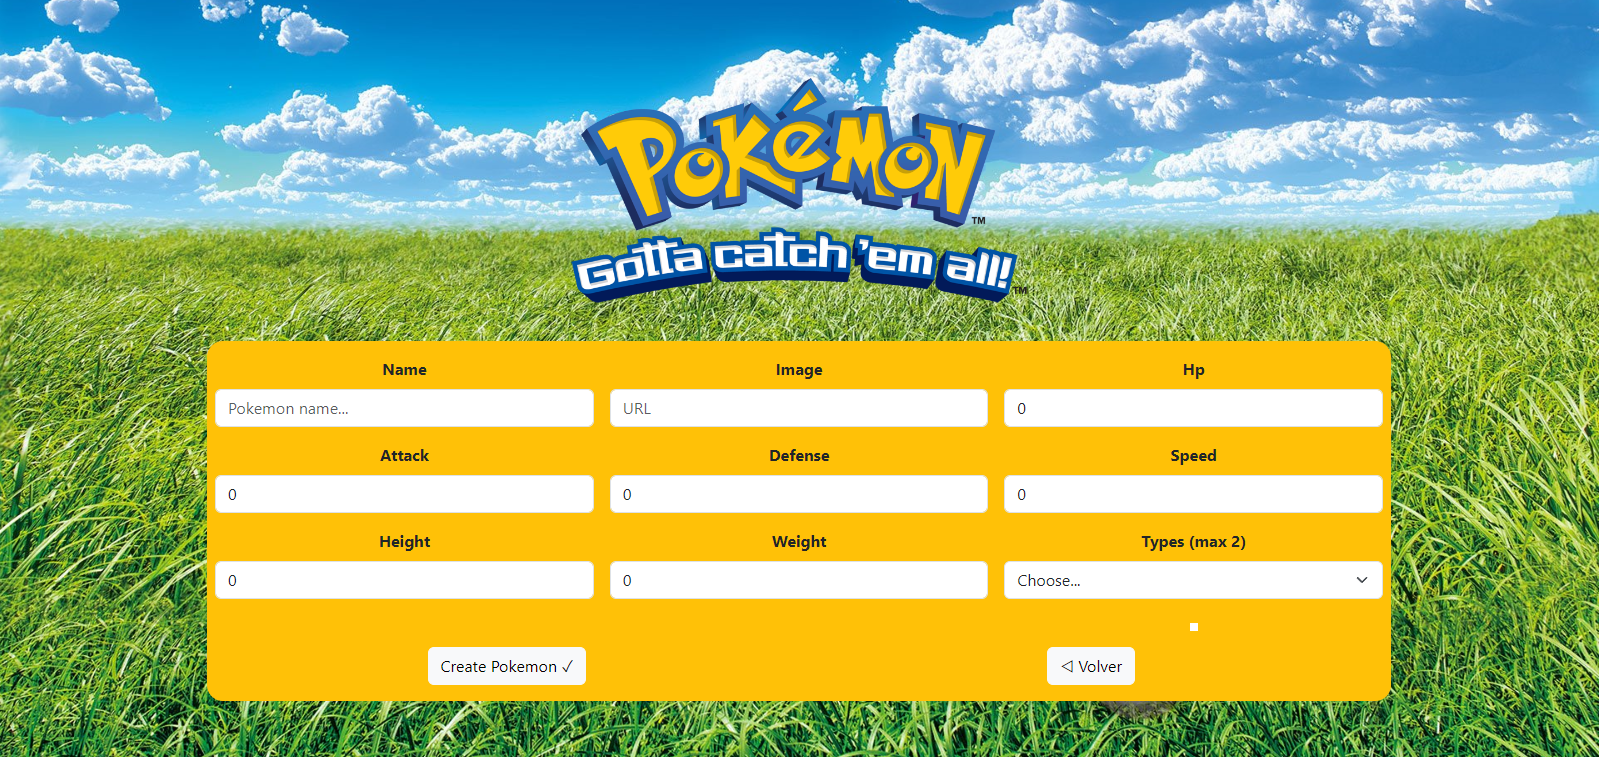 Pokémon™
Gotta catch 'em all!™
Name Image Hp
Pokemon name... URL 0
Attack Defense Speed
0 0 0
Height Weight Types (max 2)
0 0 Choose...
Create Pokemon ✓ ◁ Volver